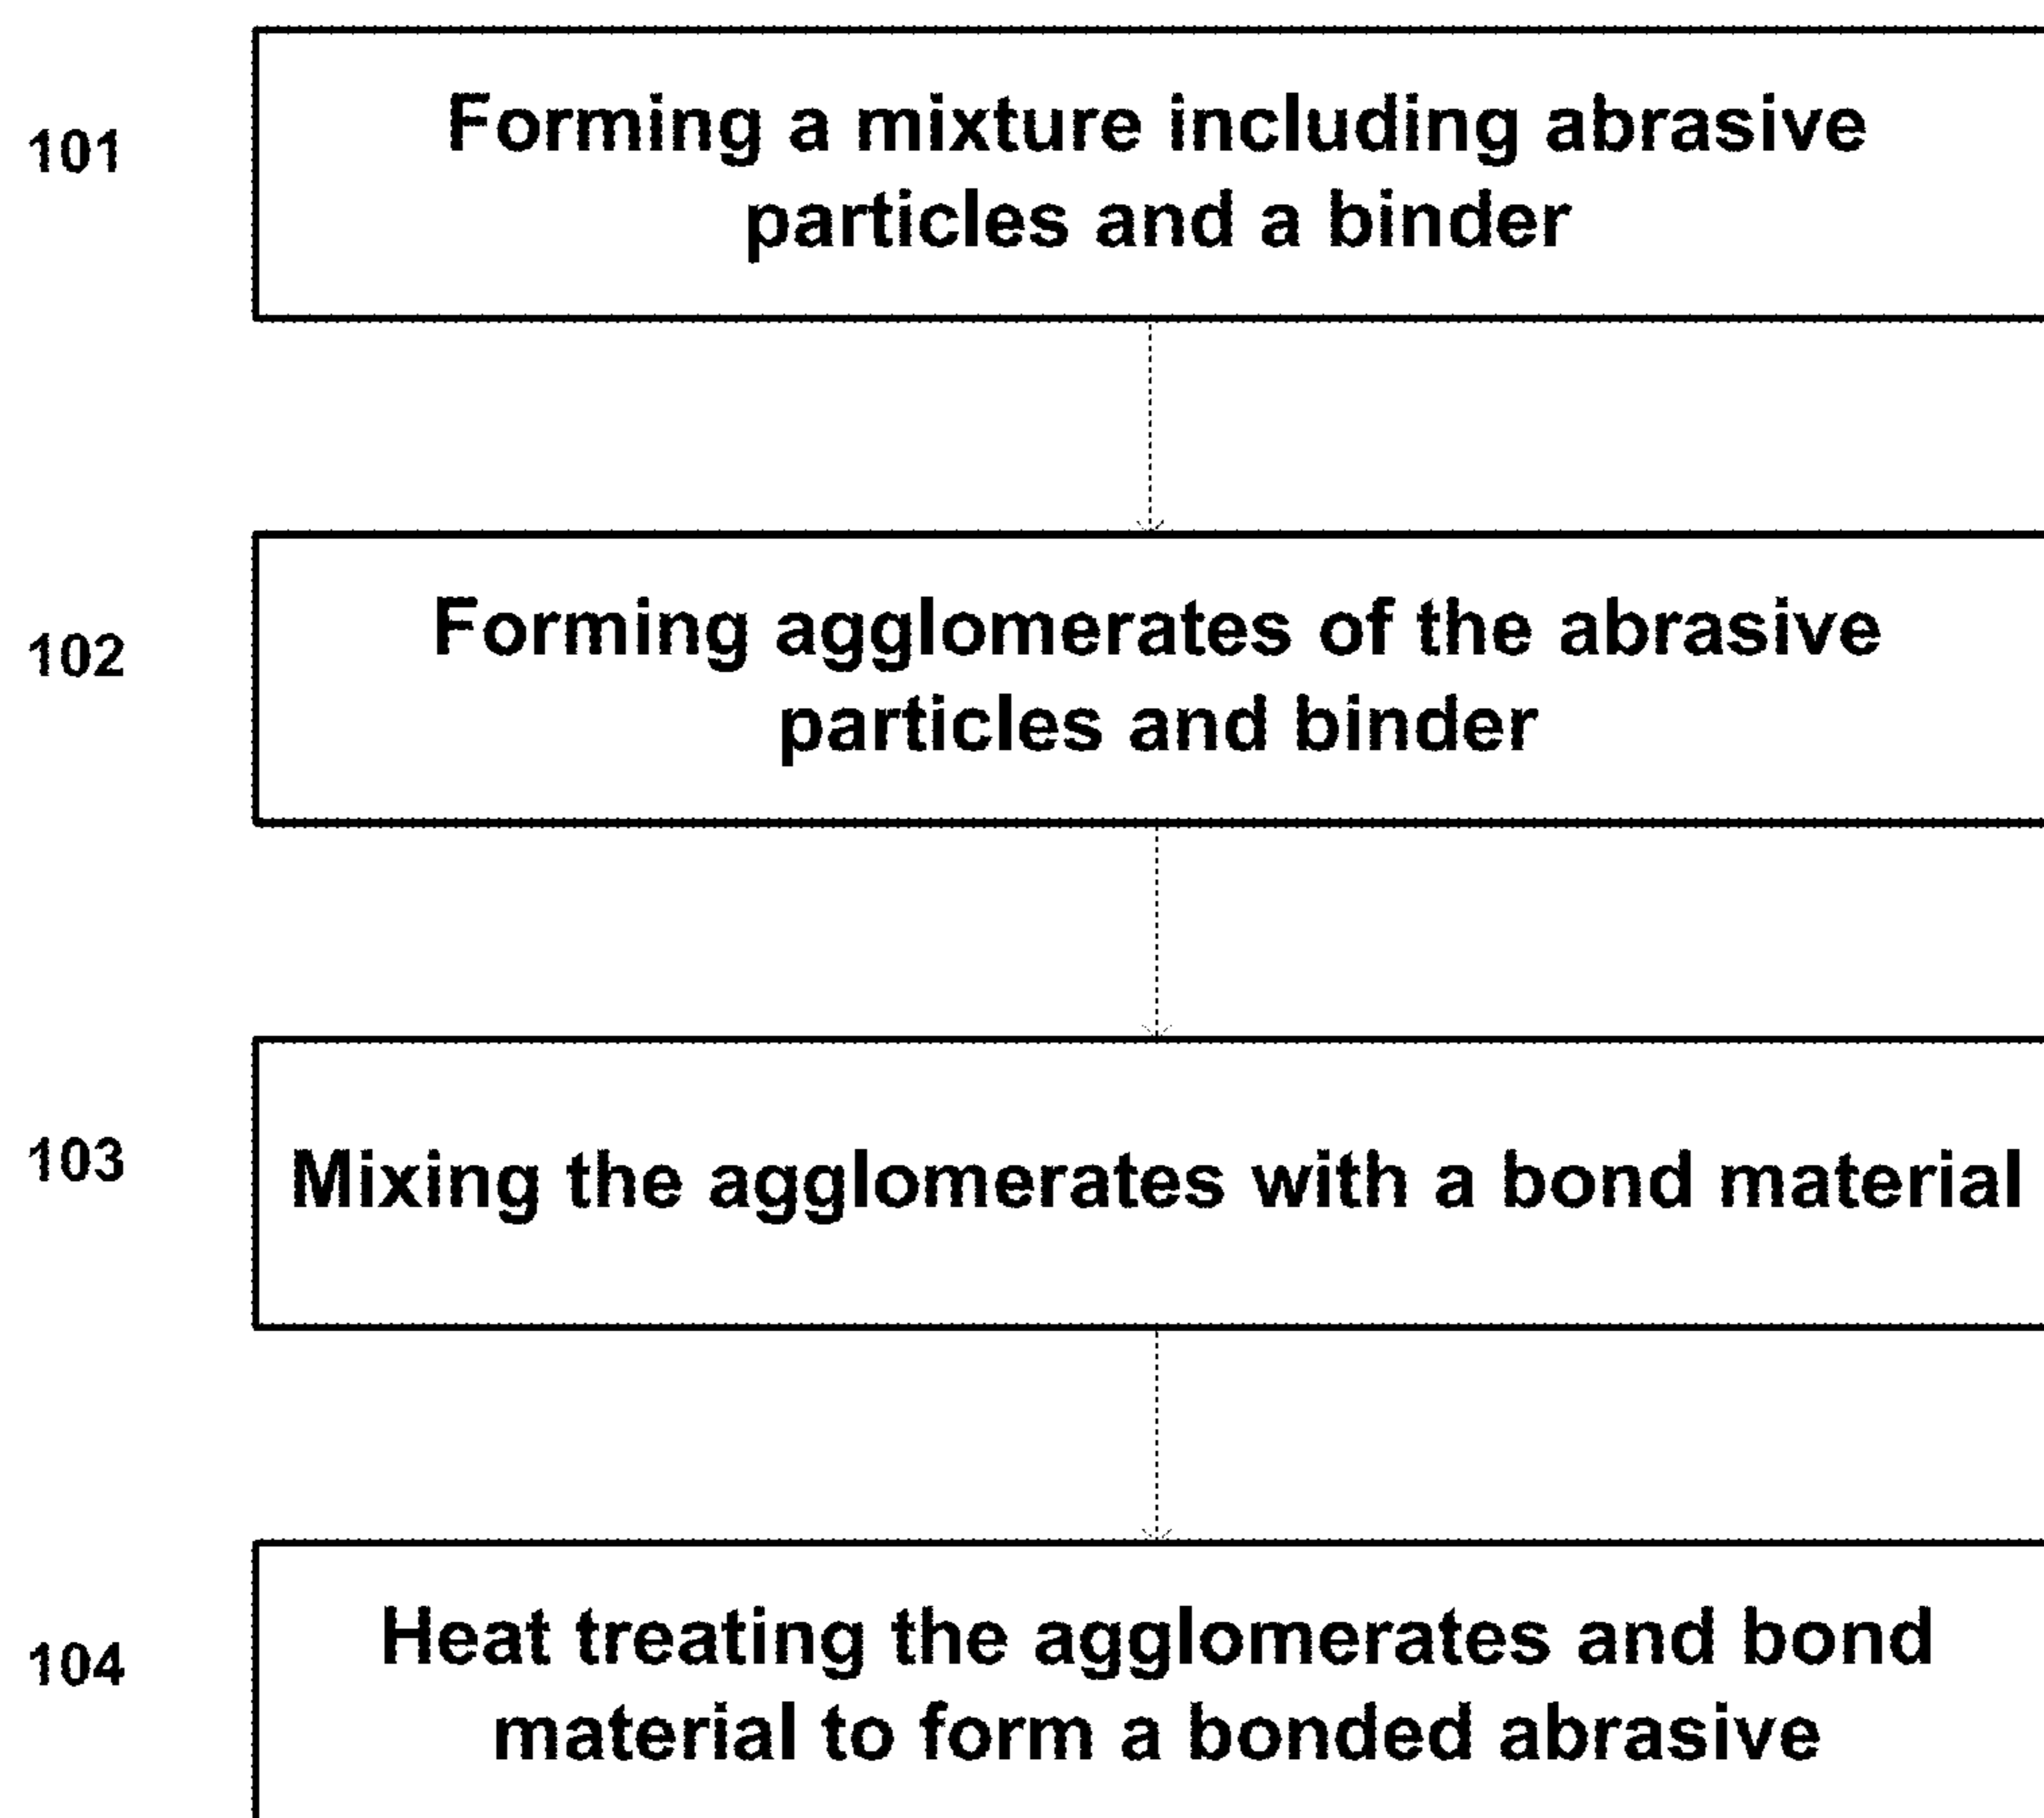 101
Forming a mixture including abrasive
particles and a binder
102
Forming agglomerates of the abrasive
particles and binder
103
Mixing the agglomerates with a bond material
104
Heat treating the agglomerates and bond
material to form a bonded abrasive